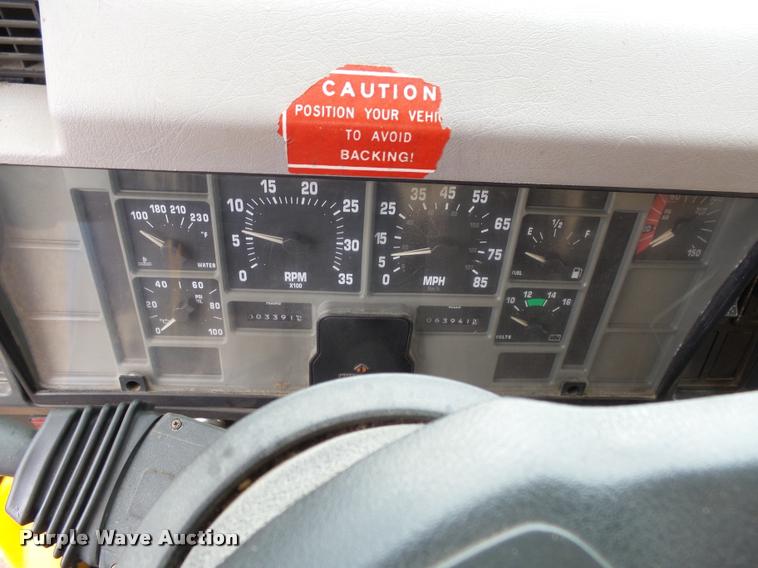 CAUTION
POSITION YOUR VEHI
TO AVOID
BACKING!
100 180 210 230
°F
WATER
0 5 10 15 20 25 30 35
RPM
X100
0 5 15 25 35 45 55 65 75 85
MPH
E 1/2 F
FUEL
150
0 20 40 60 80 100
PSI
03391
063941
10 12 14 16
VOLTS
Purple Wave Auction